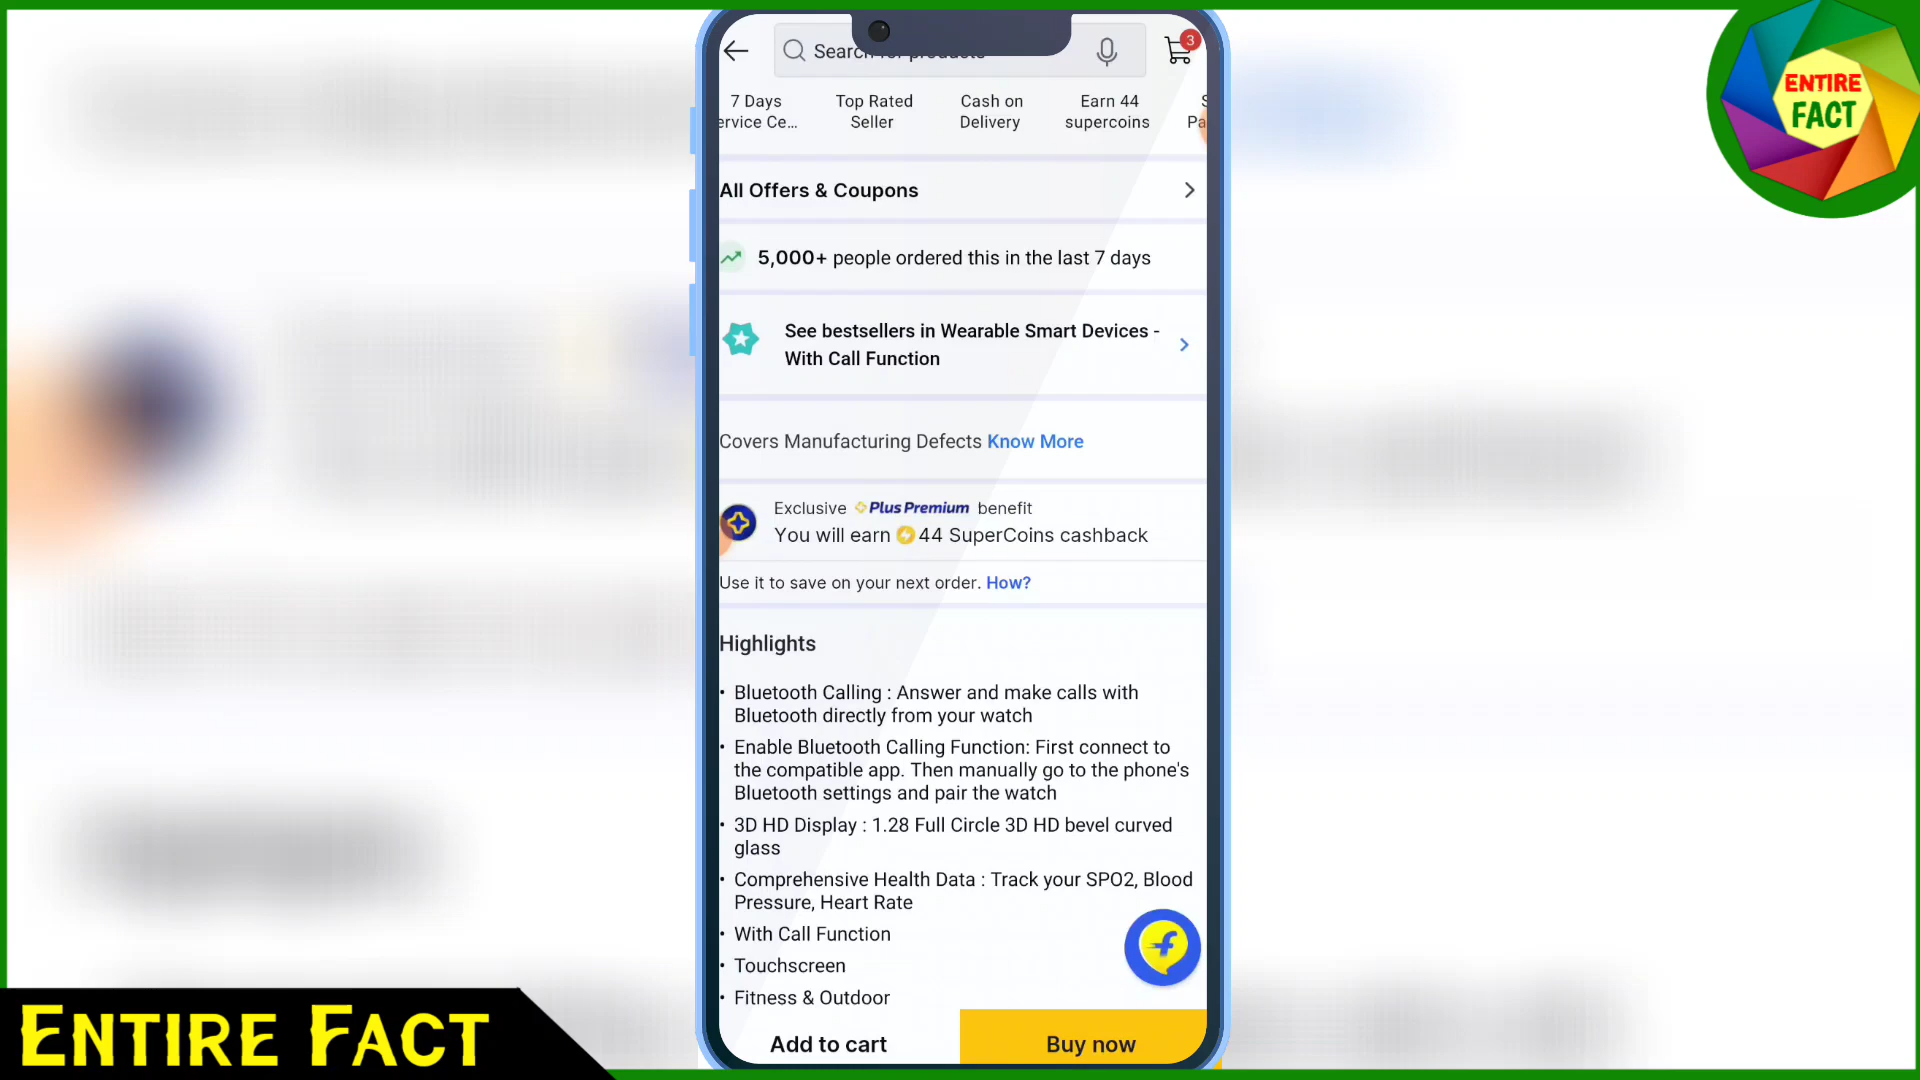 Search for products
3
7 Days
ervice Ce...
Top Rated
Seller
Cash on
Delivery
Earn 44
supercoins
S
Pa
All Offers & Coupons
5,000+ people ordered this in the last 7 days
See bestsellers in Wearable Smart Devices -
With Call Function
Covers Manufacturing Defects Know More
Exclusive Plus Premium benefit
You will earn 44 SuperCoins cashback
Use it to save on your next order. How?
Highlights
• Bluetooth Calling : Answer and make calls with
Bluetooth directly from your watch
• Enable Bluetooth Calling Function: First connect to
the compatible app. Then manually go to the phone's
Bluetooth settings and pair the watch
• 3D HD Display : 1.28 Full Circle 3D HD bevel curved
glass
• Comprehensive Health Data : Track your SPO2, Blood
Pressure, Heart Rate
• With Call Function
• Touchscreen
• Fitness & Outdoor
Add to cart
Buy now
ENTIRE
FACT
ENTIRE FACT